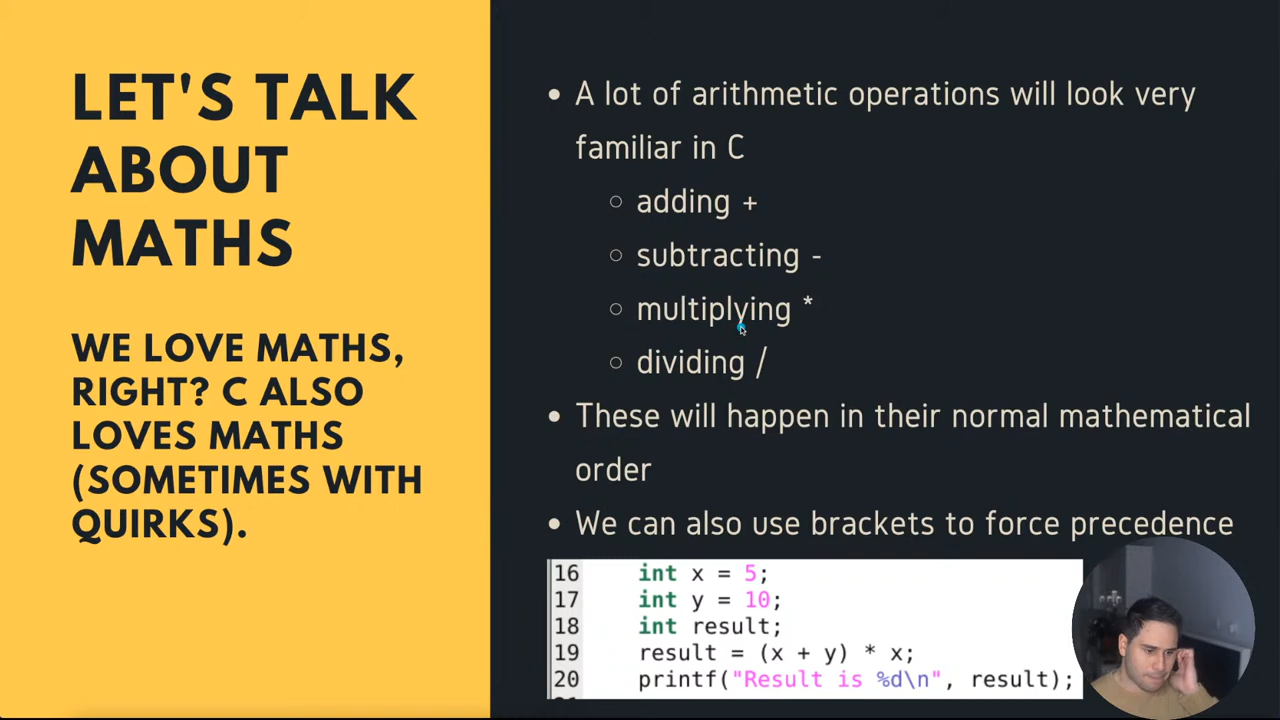 LET'S TALK
ABOUT
MATHS
WE LOVE MATHS,
RIGHT? C ALSO
LOVES MATHS
(SOMETIMES WITH
QUIRKS).
• A lot of arithmetic operations will look very
familiar in C
○ adding +
○ subtracting -
○ multiplying *
○ dividing /
• These will happen in their normal mathematical
order
• We can also use brackets to force precedence
16 int x = 5;
17 int y = 10;
18 int result;
19 result = (x + y) * x;
20 printf("Result is %d\n", result);